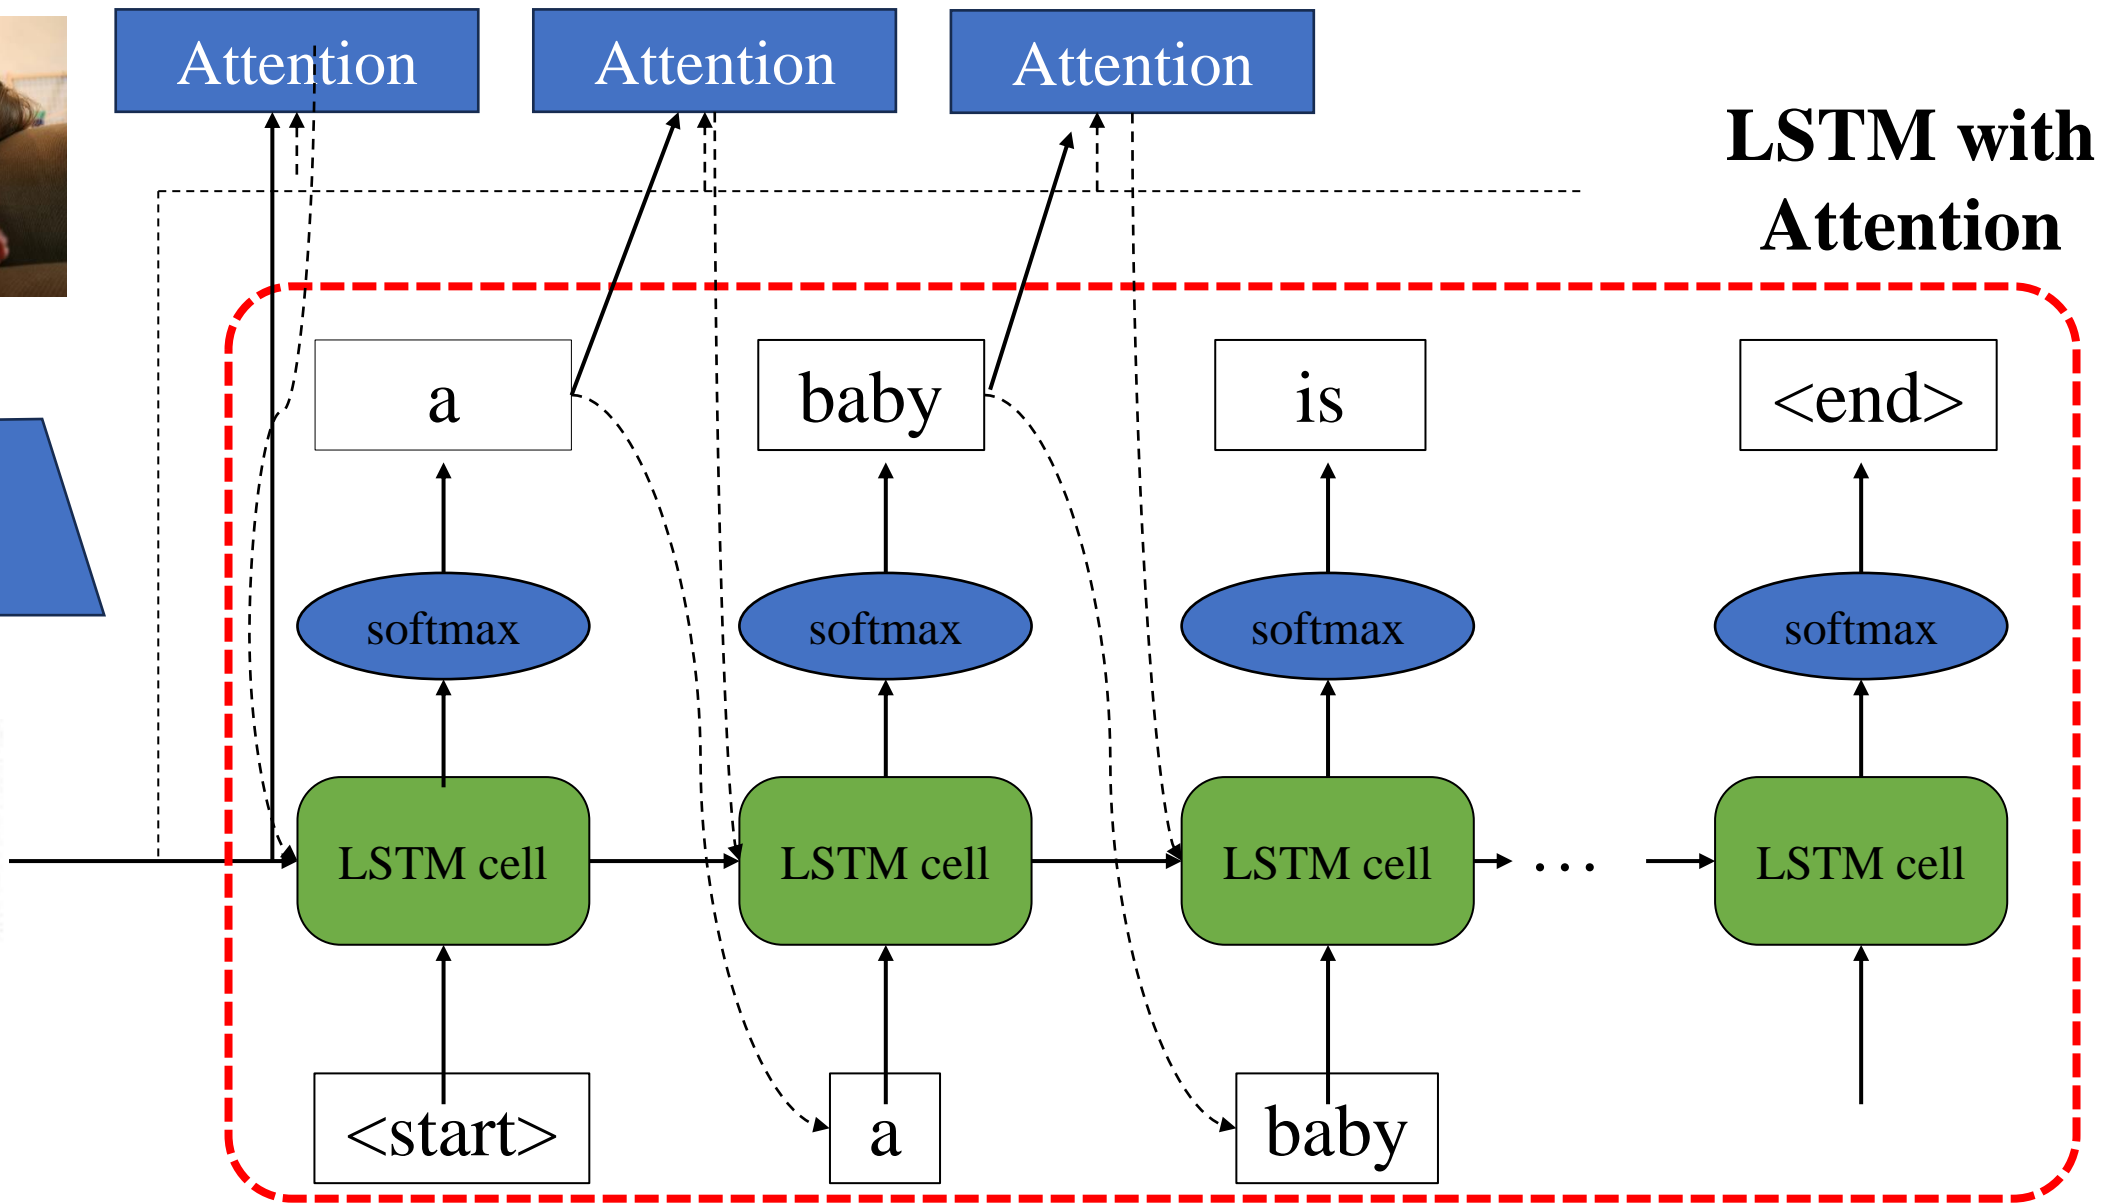 Attention
Attention
Attention
LSTM with
Attention
a
baby
is
<end>
softmax
softmax
softmax
softmax
LSTM cell
LSTM cell
LSTM cell
...
LSTM cell
<start>
a
baby